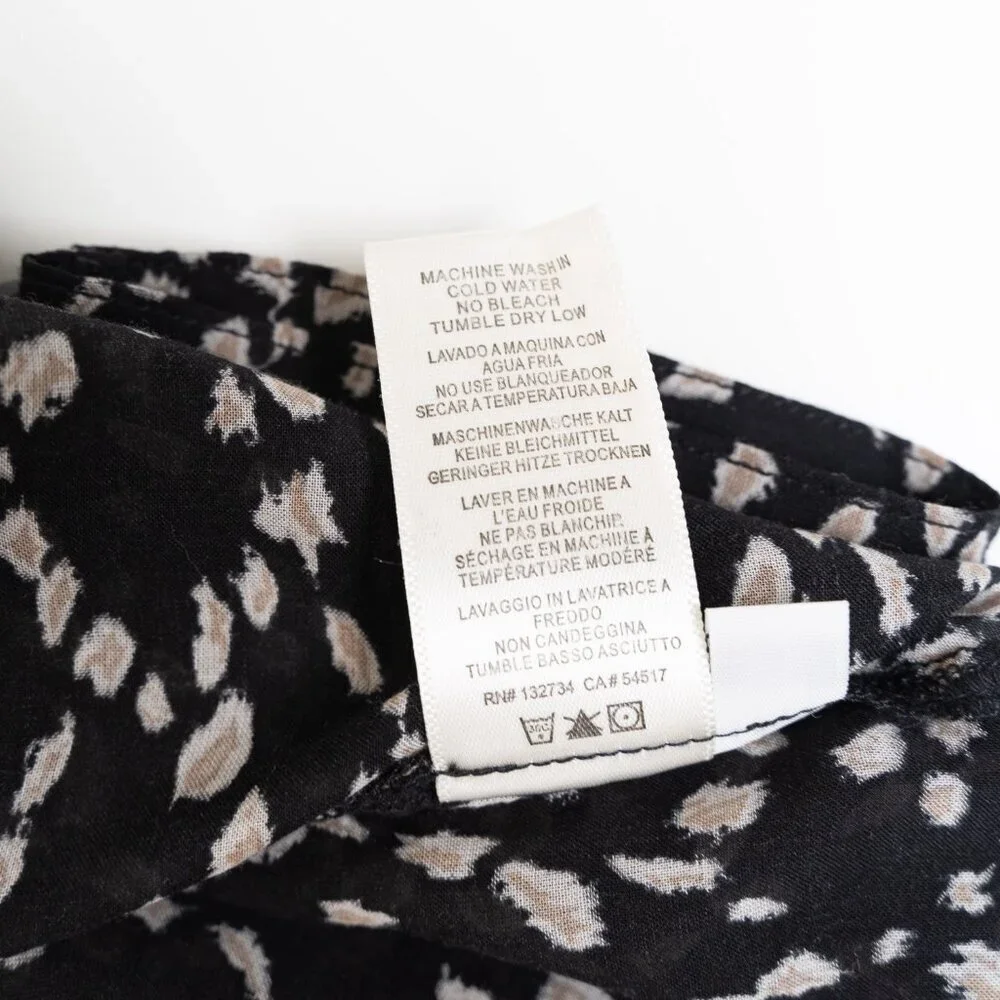 MACHINE WASH IN
COLD WATER
NO BLEACH
TUMBLE DRY LOW
LAVADO A MAQUINA CON
AGUA FRIA
NO USE BLANQUEADOR
SECAR A TEMPERATURA BAJA
MASCHINENWASCHE KALT
KEINE BLEICHMITTEL
GERINGER HITZE TROCKNEN
LAVER EN MACHINE A
L'EAU FROIDE
NE PAS BLANCHIR
SÉCHAGE EN MACHINE À
TEMPÉRATURE MODÉRÉ
LAVAGGIO IN LAVATRICE A
FREDDO
NON CANDEGGINA
TUMBLE BASSO ASCIUTTO
RN# 132734 CA# 54517
30C